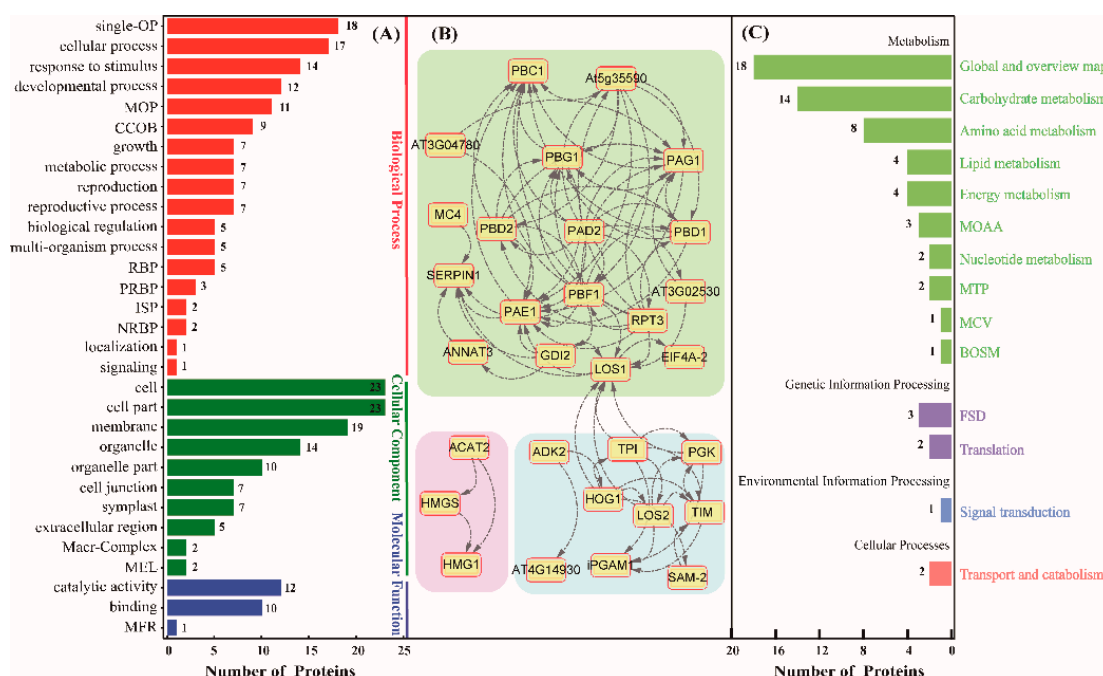 (A)
single-OP 18
cellular process 17
response to stimulus 14
developmental process 12
MOP 11
CCOB 9
growth 7
metabolic process 7
reproduction 7
reproductive process 7
biological regulation 5
multi-organism process 5
RBP 5
PRBP 3
ISP 2
NRBP 2
localization 1
signaling 1
cell 23
cell part 23
membrane 19
organelle 14
organelle part 10
cell junction 7
symplast 7
extracellular region 5
Macr-Complex 2
MEL 2
catalytic activity 12
binding 10
MFR 1
0 5 10 15 20 25
Number of Proteins
Biological Process
Cellular Component
Molecular Function
(B)
PBC1
At5g35590
AT3G04780
PBG1
PAG1
MC4
PBD2
PAD2
PBD1
SERPIN1
PBF1
AT3G02530
PAE1
RPT3
ANNAT3
GDI2
LOS1
EIF4A-2
ACAT2
HMGS
HMG1
ADK2
TPI
PGK
HOG1
LOS2
TIM
AT4G14930
iPGAM1
SAM-2
(C)
Metabolism
18 Global and overview map
14 Carbohydrate metabolism
8 Amino acid metabolism
4 Lipid metabolism
4 Energy metabolism
3 MOAA
2 Nucleotide metabolism
2 MTP
1 MCV
1 BOSM
Genetic Information Processing
3 FSD
2 Translation
Environmental Information Processing
1 Signal transduction
Cellular Processes
2 Transport and catabolism
20 16 12 8 4 0
Number of Proteins